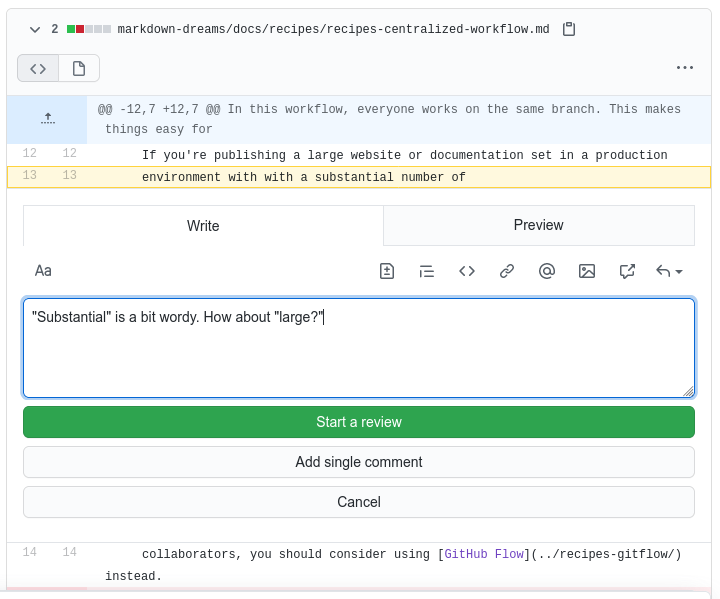 2 markdown-dreams/docs/recipes/recipes-centralized-workflow.md
@@ -12,7 +12,7 @@ In this workflow, everyone works on the same branch. This makes
things easy for
12 12 If you're publishing a large website or documentation set in a production
13 13 environment with with a substantial number of
Write Preview
Aa
"Substantial" is a bit wordy. How about "large?"
Start a review
Add single comment
Cancel
14 14 collaborators, you should consider using [GitHub Flow](../recipes-gitflow/)
instead.